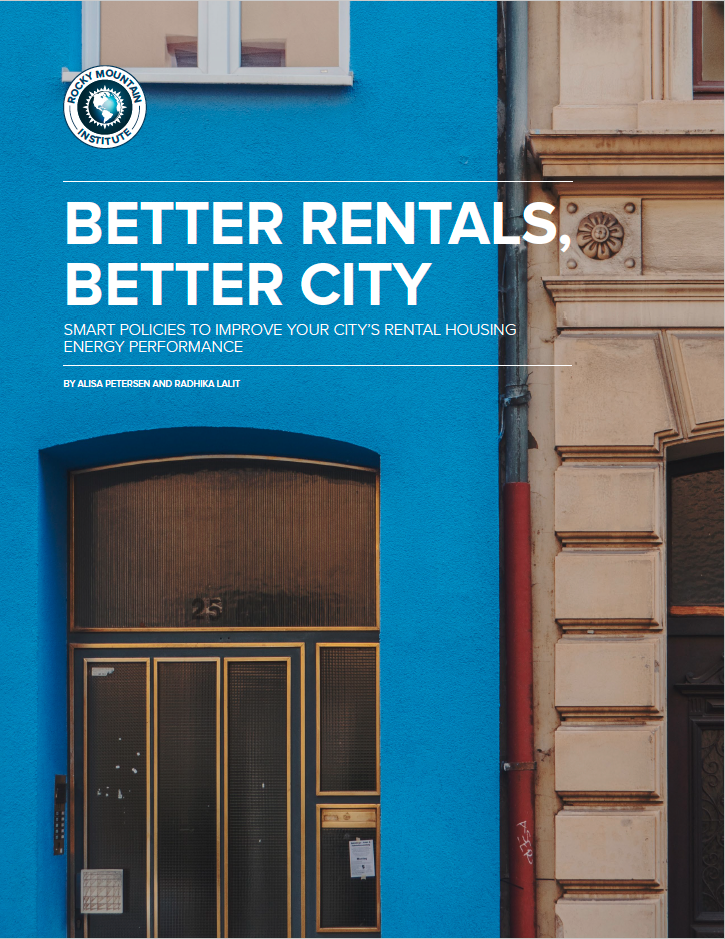 ROCKY MOUNTAIN
INSTITUTE
BETTER RENTALS,
BETTER CITY
SMART POLICIES TO IMPROVE YOUR CITY'S RENTAL HOUSING
ENERGY PERFORMANCE
BY ALISA PETERSEN AND RADHIKA LALIT
25